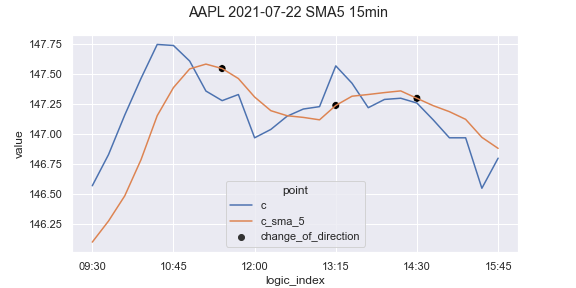 AAPL 2021-07-22 SMA5 15min
147.75
147.50
147.25
147.00
146.75
146.50
146.25
value
point
c
c_sma_5
change_of_direction
09:30 10:45 12:00 13:15 14:30 15:45
logic_index